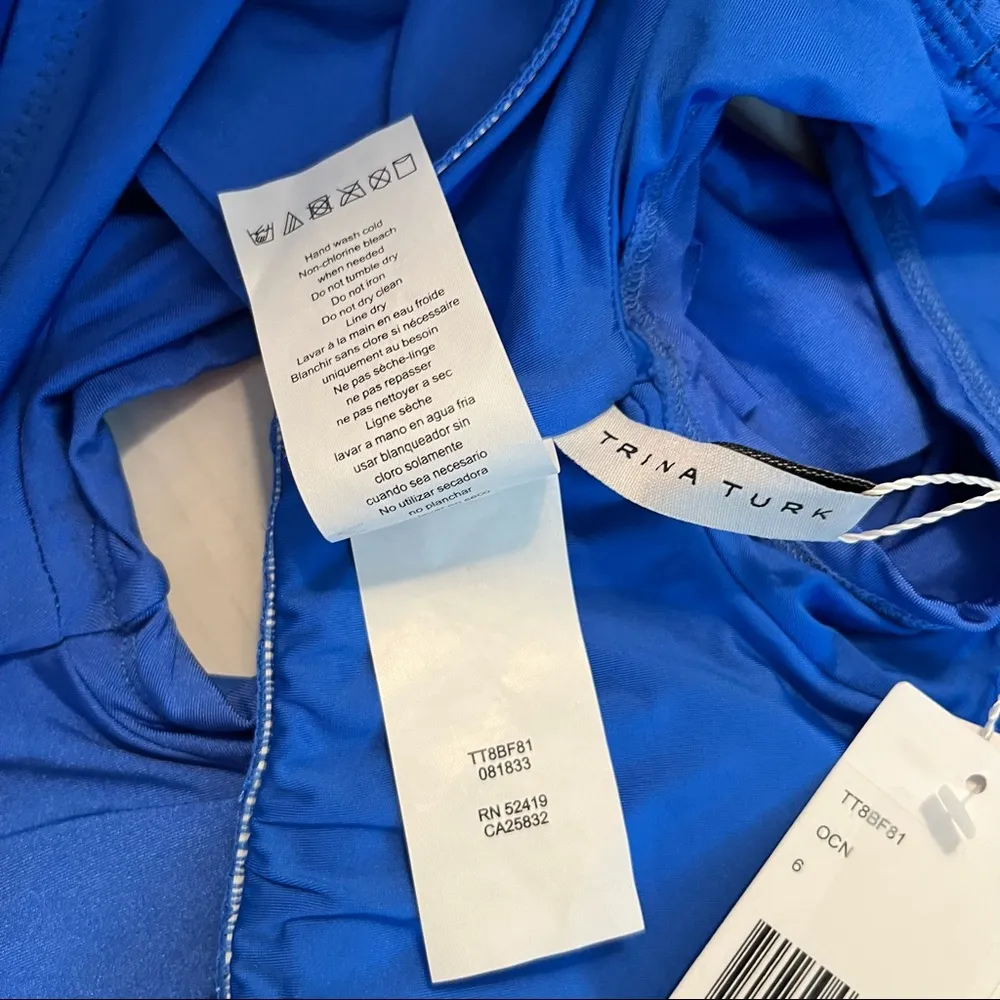 Hand wash cold
Non-chlorine bleach
when needed
Do not tumble dry
Do not iron
Do not dry clean
Line dry
Lavar à la main en eau froide
Blanchir sans clore si nécessaire
uniquement au besoin
Ne pas sèche-linge
ne pas repasser
ne pas nettoyer a sec
Ligne sèche
lavar a mano en agua fria
usar blanqueador sin
cloro solamente
cuando sea necesario
No utilizar secadora
no planchar
TRINA TURK
TT8BF81
081833
RN 52419
CA25832
TT8BF81
OCN
6